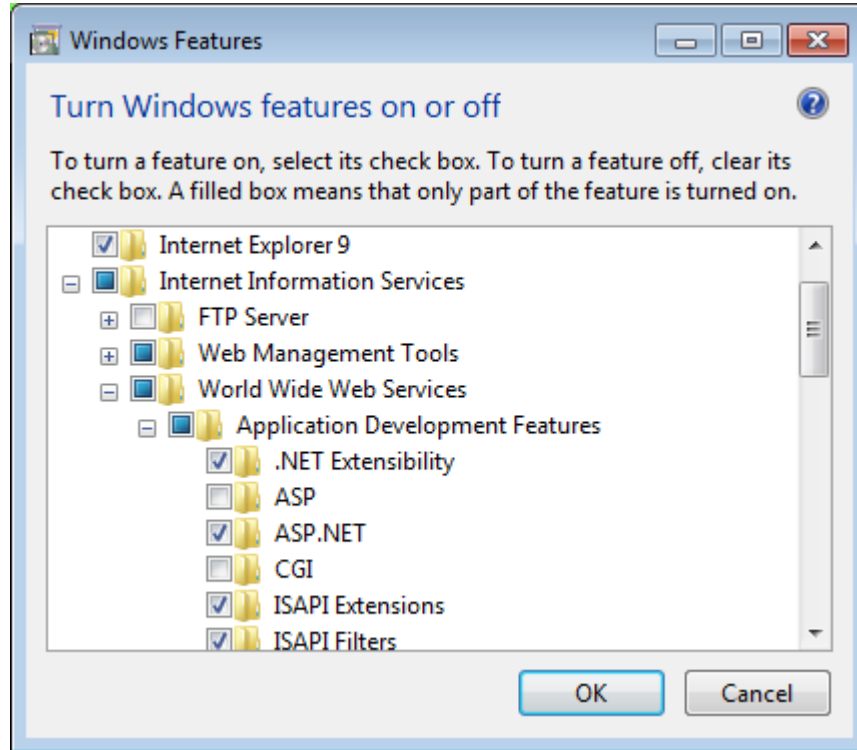 Windows Features
Turn Windows features on or off
To turn a feature on, select its check box. To turn a feature off, clear its
check box. A filled box means that only part of the feature is turned on.
Internet Explorer 9
Internet Information Services
FTP Server
Web Management Tools
World Wide Web Services
Application Development Features
.NET Extensibility
ASP
ASP.NET
CGI
ISAPI Extensions
ISAPI Filters
OK Cancel